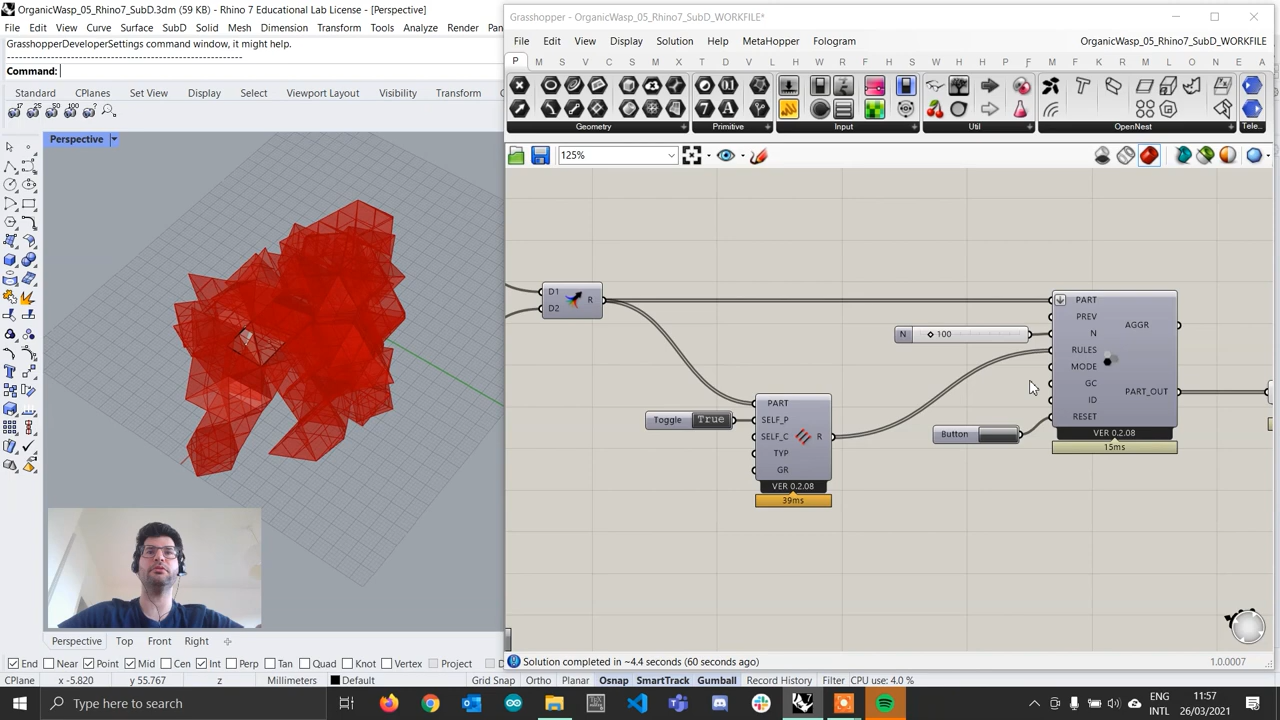 OrganicWasp_05_Rhino7_SubD.3dm (59 KB) - Rhino 7 Educational Lab License - [Perspective]
File Edit View Curve Surface SubD Solid Mesh Dimension Transform Tools Analyze Render
GrasshopperDeveloperSettings command window, it might help.
Command:
Standard CPlanes Set View Display Select Viewport Layout Visibility Transform
17 25 50 100
Perspective
Grasshopper - OrganicWasp_05_Rhino7_SubD_WORKFILE*
File Edit View Display Solution Help MetaHopper Fologram OrganicWasp_05_Rhino7_SubD_WORKFILE
P M S V C S M X T D V D A G M E F C G H S W B R L P K H F M F H R A M P L N E A
Geometry Primitive Input Util OpenNest Tele...
125%
D1
D2
R
N 100
PART
PREV
N
RULES
MODE
GC
ID
RESET
AGGR
PART_OUT
VER 0.2.08
15ms
Toggle True
PART
SELF_P
SELF_C
TYP
GR
R
VER 0.2.08
39ms
Button
Perspective Top Front Right
End Near Point Mid Cen Int Perp Tan Quad Knot Vertex Project
Solution completed in ~4.4 seconds (60 seconds ago) 1.0.0007
CPlane x -5.820 y 55.767 z Millimeters Default Grid Snap Ortho Planar Osnap SmartTrack Gumball Record History Filter CPU use: 4.0 %
Type here to search
ENG
INTL
11:57
26/03/2021